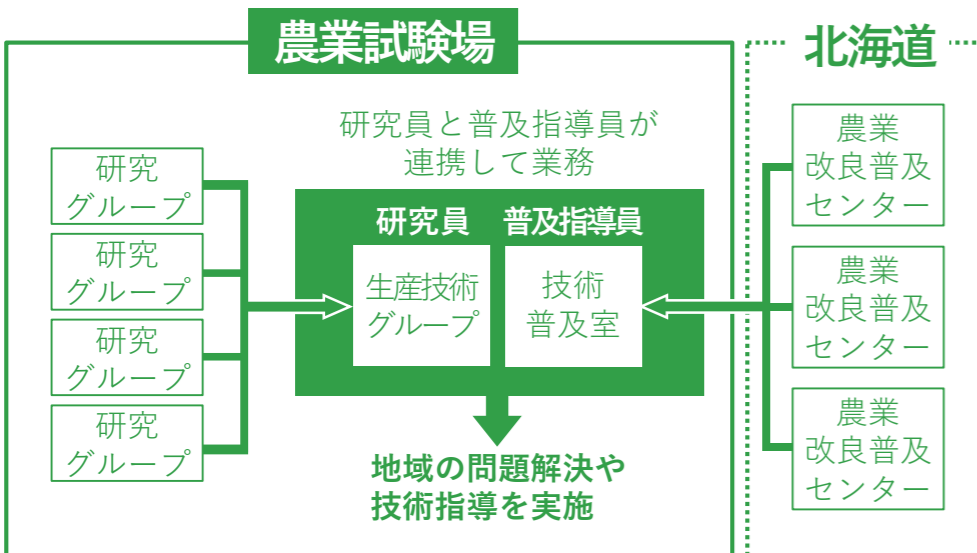 農業試験場
北海道
研究員と普及指導員が
連携して業務
研究
グループ
研究
グループ
研究
グループ
研究
グループ
研究員
普及指導員
生産技術
グループ
技術
普及室
地域の問題解決や
技術指導を実施
農業
改良普及
センター
農業
改良普及
センター
農業
改良普及
センター